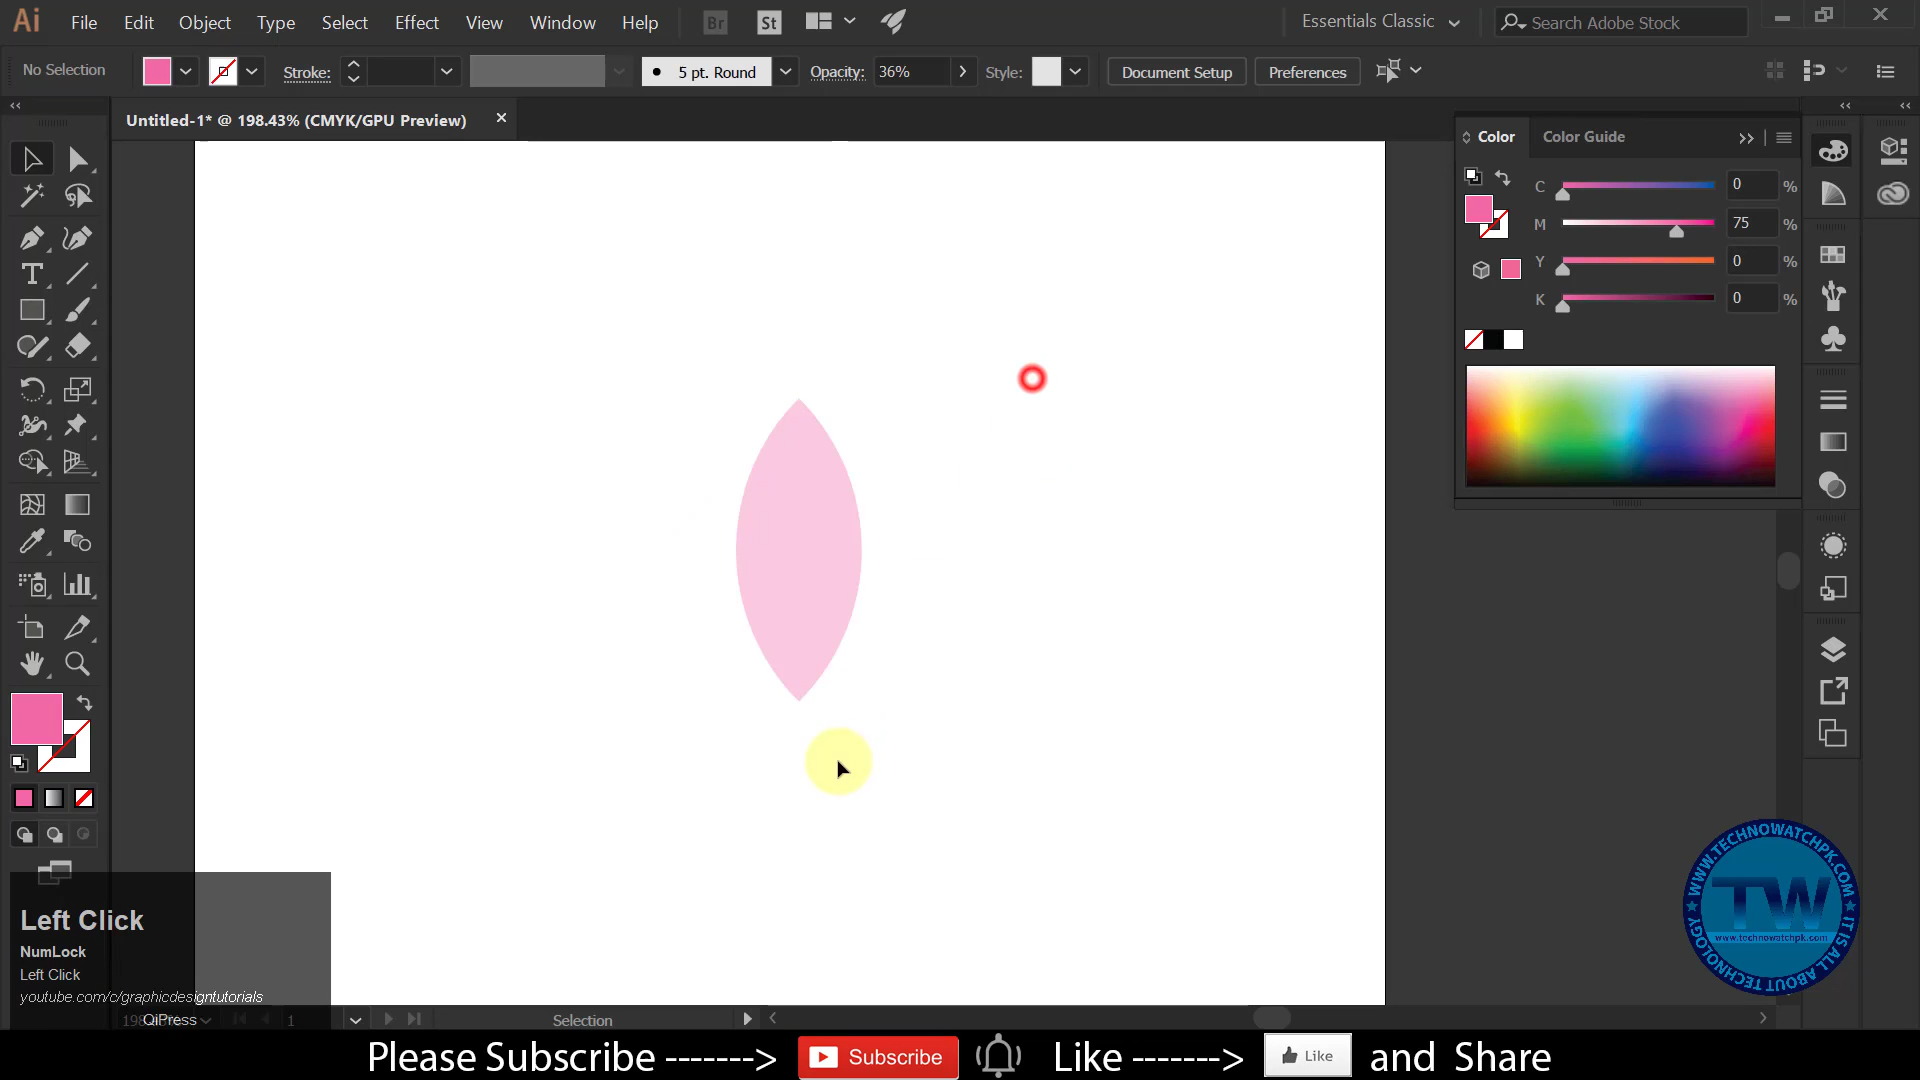 Ai File Edit Object Type Select Effect View Window Help Br St Essentials Classic Search Adobe Stock
No Selection Stroke: 5 pt. Round Opacity: 36% Style: Document Setup Preferences
Untitled-1* @ 198.43% (CMYK/GPU Preview)
Color Color Guide
C 0 %
M 75 %
Y 0 %
K 0 %
T
Left Click
NumLock
Left Click
youtube.com/c/graphicdesigntutorials
QiPress
1 Selection
WWW.TECHNOWATCHPK.COM
TW
www.technowatchpk.com
IT IS ALL ABOUT TECHNOLOGY
Please Subscribe -------> Subscribe Like -------> Like and Share